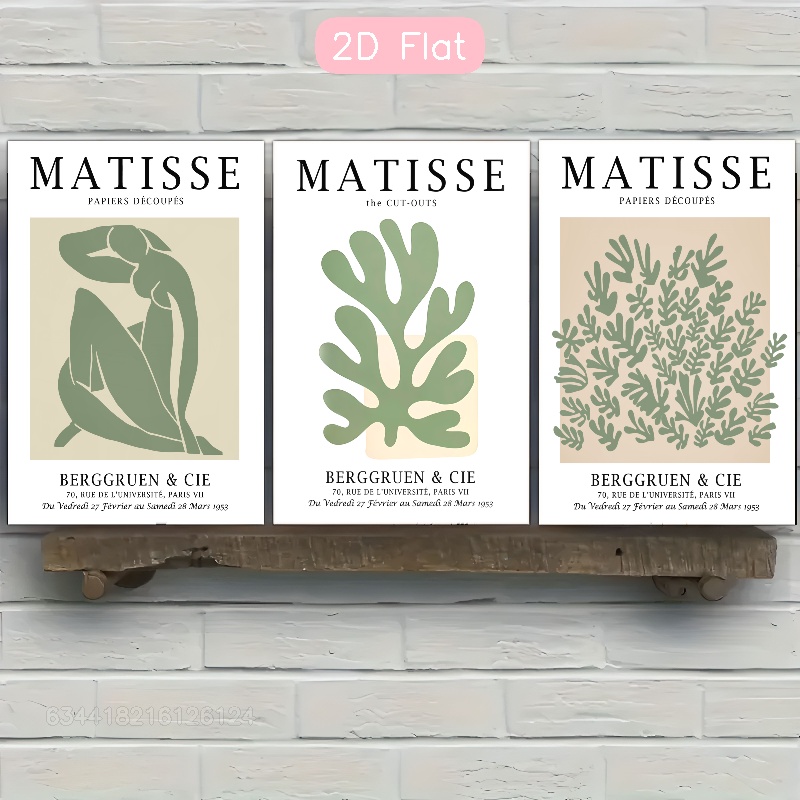 2D Flat
MATISSE
PAPIERS DÉCOUPÉS
BERGGRUEN & CIE
70, RUE DE L'UNIVERSITÉ, PARIS VII
Du Vedredi 27 Février au Samedi 28 Mars 1953
MATISSE
the CUT-OUTS
BERGGRUEN & CIE
70, RUE DE L'UNIVERSITÉ, PARIS VII
Du Vedredi 27 Février au Samedi 28 Mars 1953
MATISSE
PAPIERS DÉCOUPÉS
BERGGRUEN & CIE
70, RUE DE L'UNIVERSITÉ, PARIS VII
Du Vedredi 27 Février au Samedi 28 Mars 1953
634418216126124